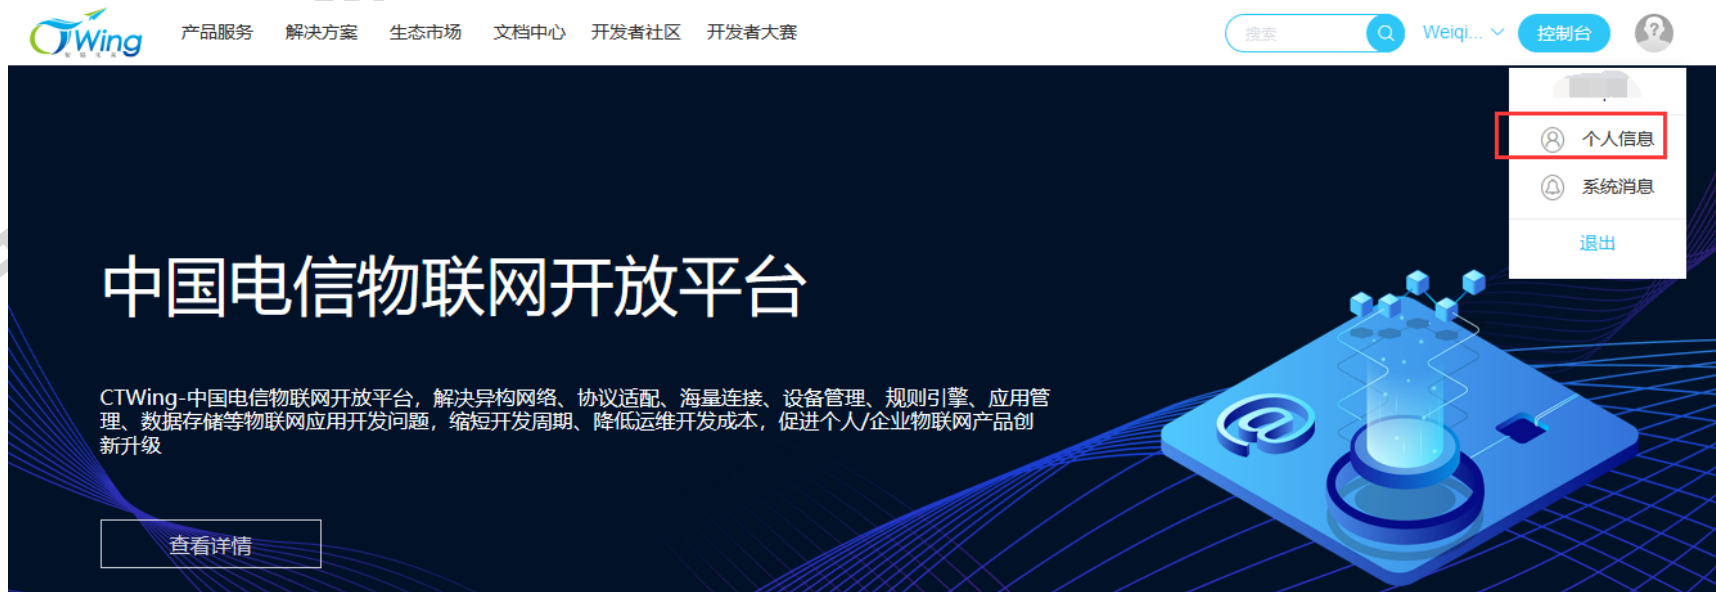 CTWing
产品服务
解决方案
生态市场
文档中心
开发者社区
开发者大赛
搜索
Weiqi...
控制台
个人信息
系统消息
退出
中国电信物联网开放平台
CTWing-中国电信物联网开放平台，解决异构网络、协议适配、海量连接、设备管理、规则引擎、应用管
理、数据存储等物联网应用开发问题，缩短开发周期、降低运维开发成本，促进个人/企业物联网产品创
新升级
查看详情